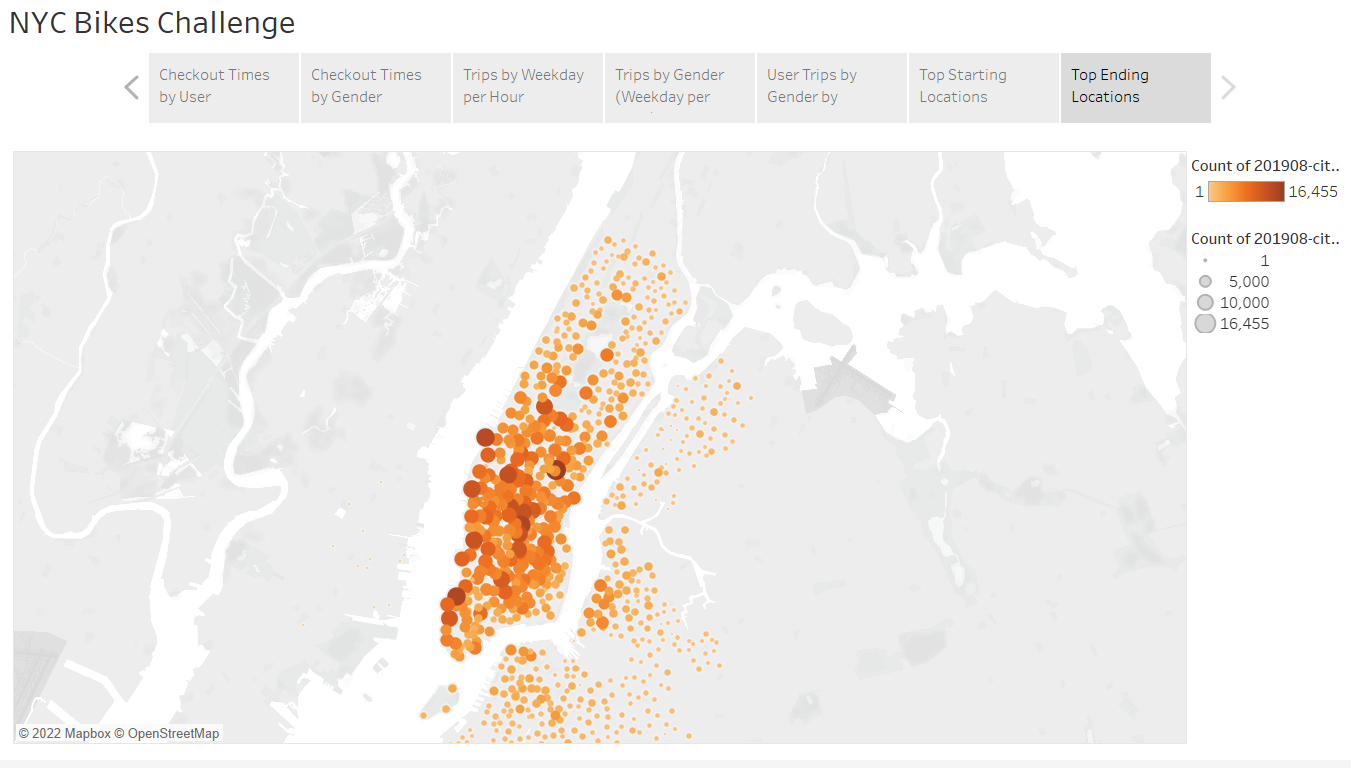 NYC Bikes Challenge
Checkout Times
by User
Checkout Times
by Gender
Trips by Weekday
per Hour
Trips by Gender
(Weekday per
User Trips by
Gender by
Top Starting
Locations
Top Ending
Locations
Count of 201908-cit..
1
16,455
Count of 201908-cit..
1
5,000
10,000
16,455
© 2022 Mapbox © OpenStreetMap